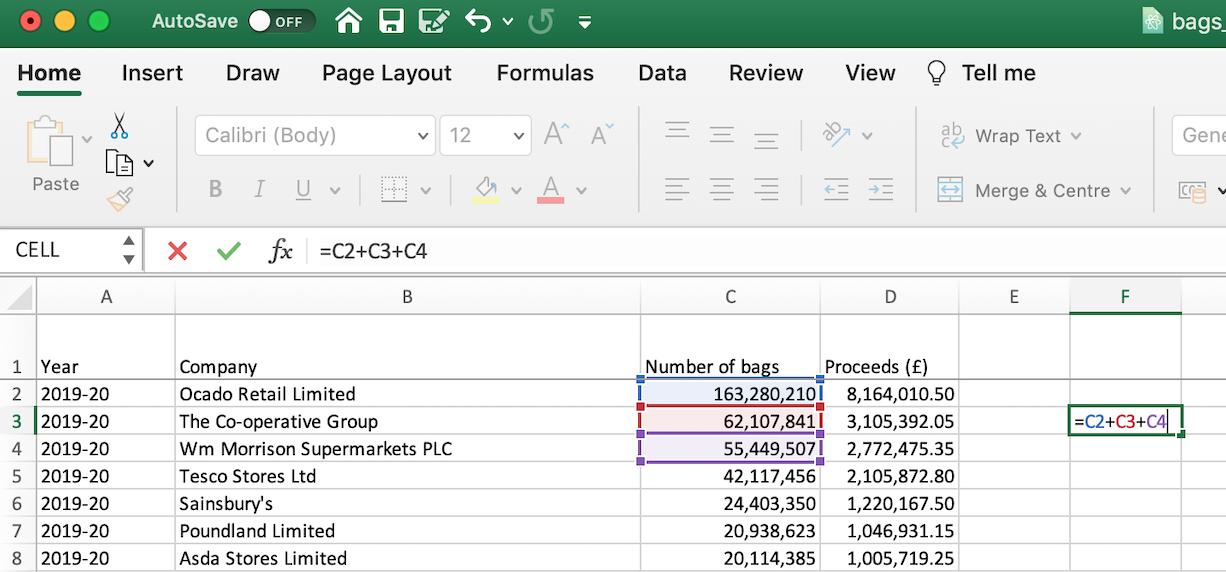 AutoSave OFF bags_
Home Insert Draw Page Layout Formulas Data Review View Tell me
Calibri (Body) 12 A A ab Wrap Text Gene
Paste B I U A Merge & Centre
CELL fx =C2+C3+C4
A B C D E F
1 Year Company Number of bags Proceeds (£)
2 2019-20 Ocado Retail Limited 163,280,210 8,164,010.50
3 2019-20 The Co-operative Group 62,107,841 3,105,392.05 =C2+C3+C4
4 2019-20 Wm Morrison Supermarkets PLC 55,449,507 2,772,475.35
5 2019-20 Tesco Stores Ltd 42,117,456 2,105,872.80
6 2019-20 Sainsbury's 24,403,350 1,220,167.50
7 2019-20 Poundland Limited 20,938,623 1,046,931.15
8 2019-20 Asda Stores Limited 20,114,385 1,005,719.25